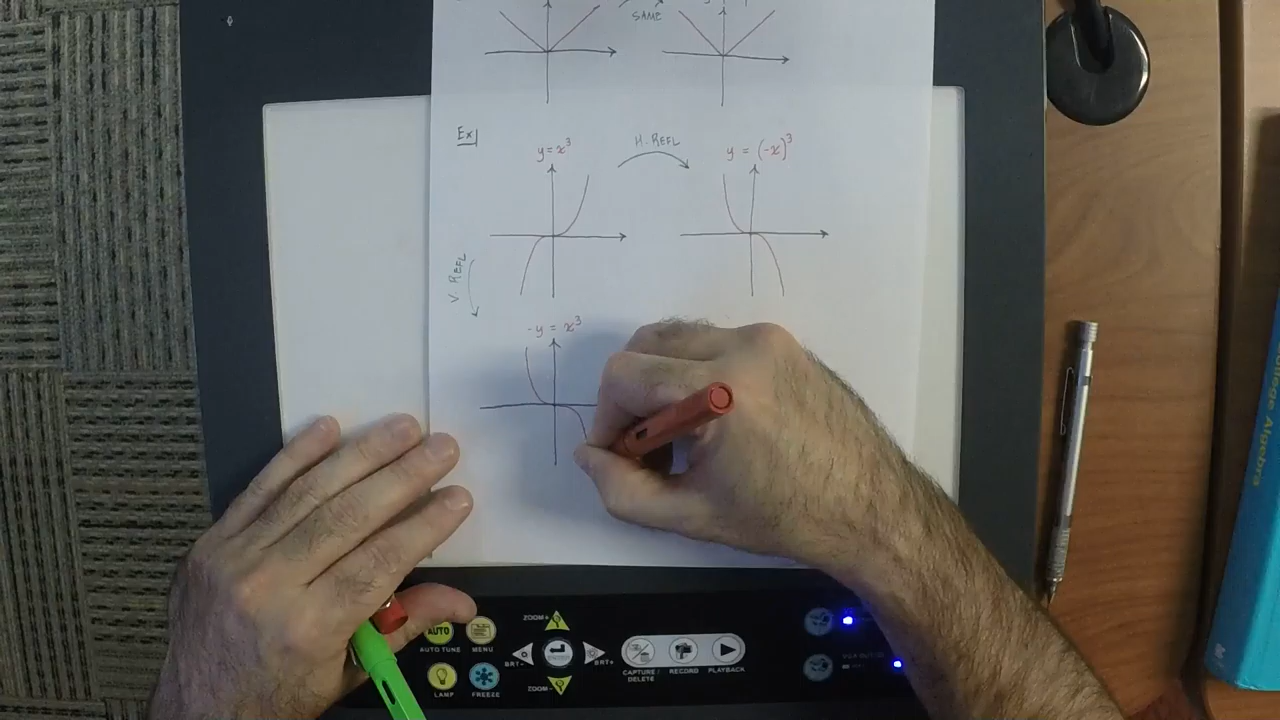 SAME
Ex
y = x³
H. REFL
y = (-x)³
V. REFL
-y = x³
AUTO
AUTO TUNE
MENU
ZOOM+
BRT-
BRT+
ZOOM-
LAMP
FREEZE
CAPTURE /
DELETE
RECORD
PLAYBACK
College Algebra